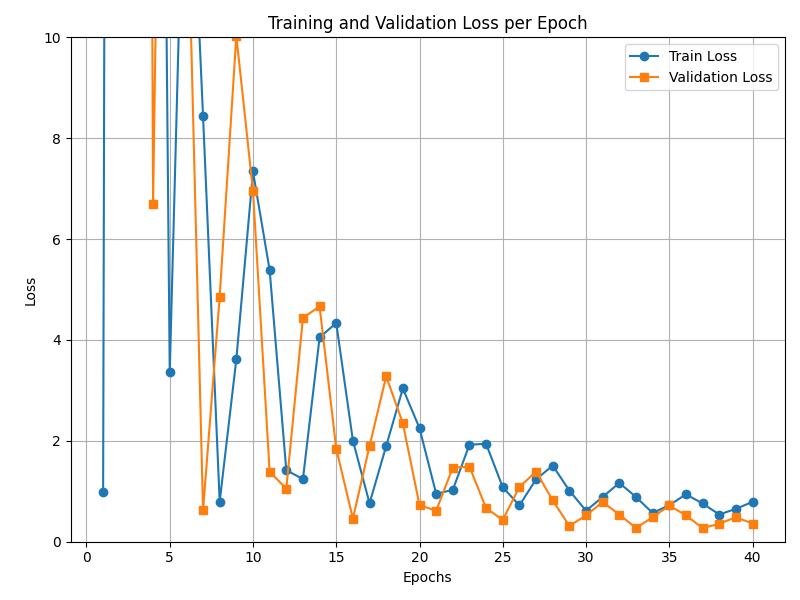 Training and Validation Loss per Epoch
Train Loss
Validation Loss
Loss
10
8
6
4
2
0
0 5 10 15 20 25 30 35 40
Epochs